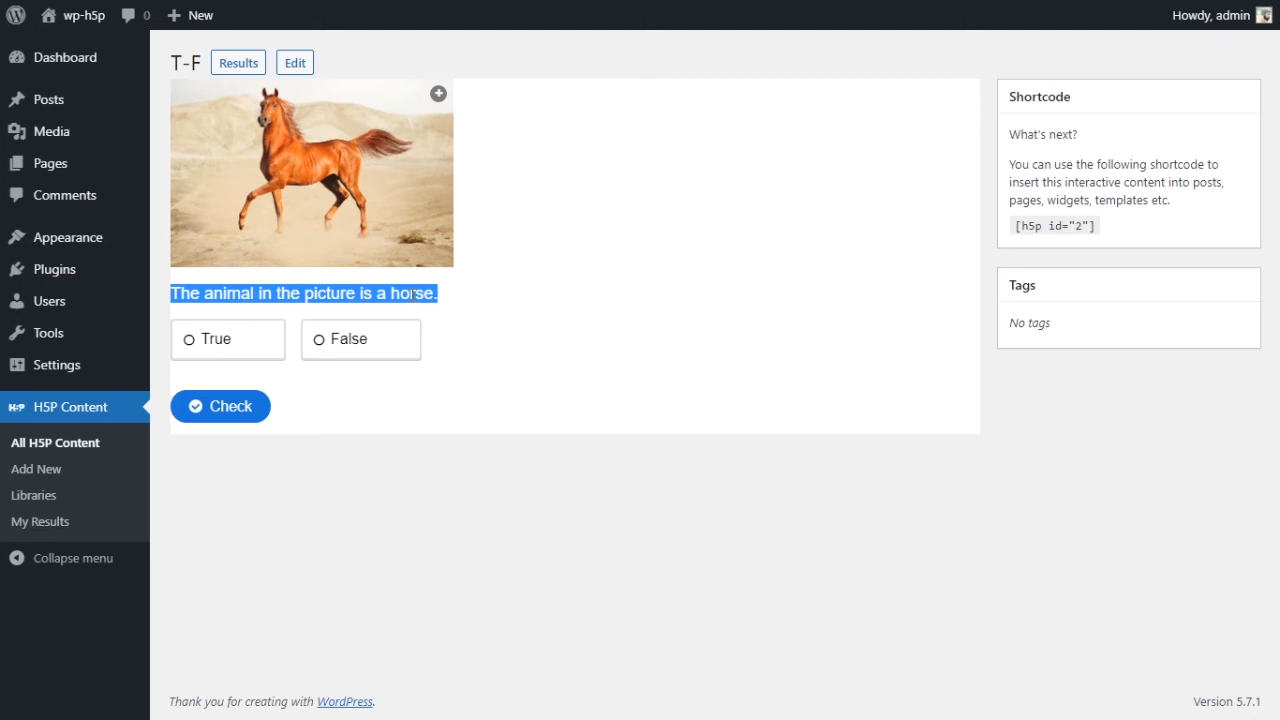 wp-h5p 0 New Howdy, admin
Dashboard
Posts
Media
Pages
Comments
Appearance
Plugins
Users
Tools
Settings
H5P H5P Content
All H5P Content
Add New
Libraries
My Results
Collapse menu
T-F Results Edit
The animal in the picture is a horse.
True False
Check
Shortcode
What's next?
You can use the following shortcode to
insert this interactive content into posts,
pages, widgets, templates etc.
[h5p id="2"]
Tags
No tags
Thank you for creating with WordPress. Version 5.7.1